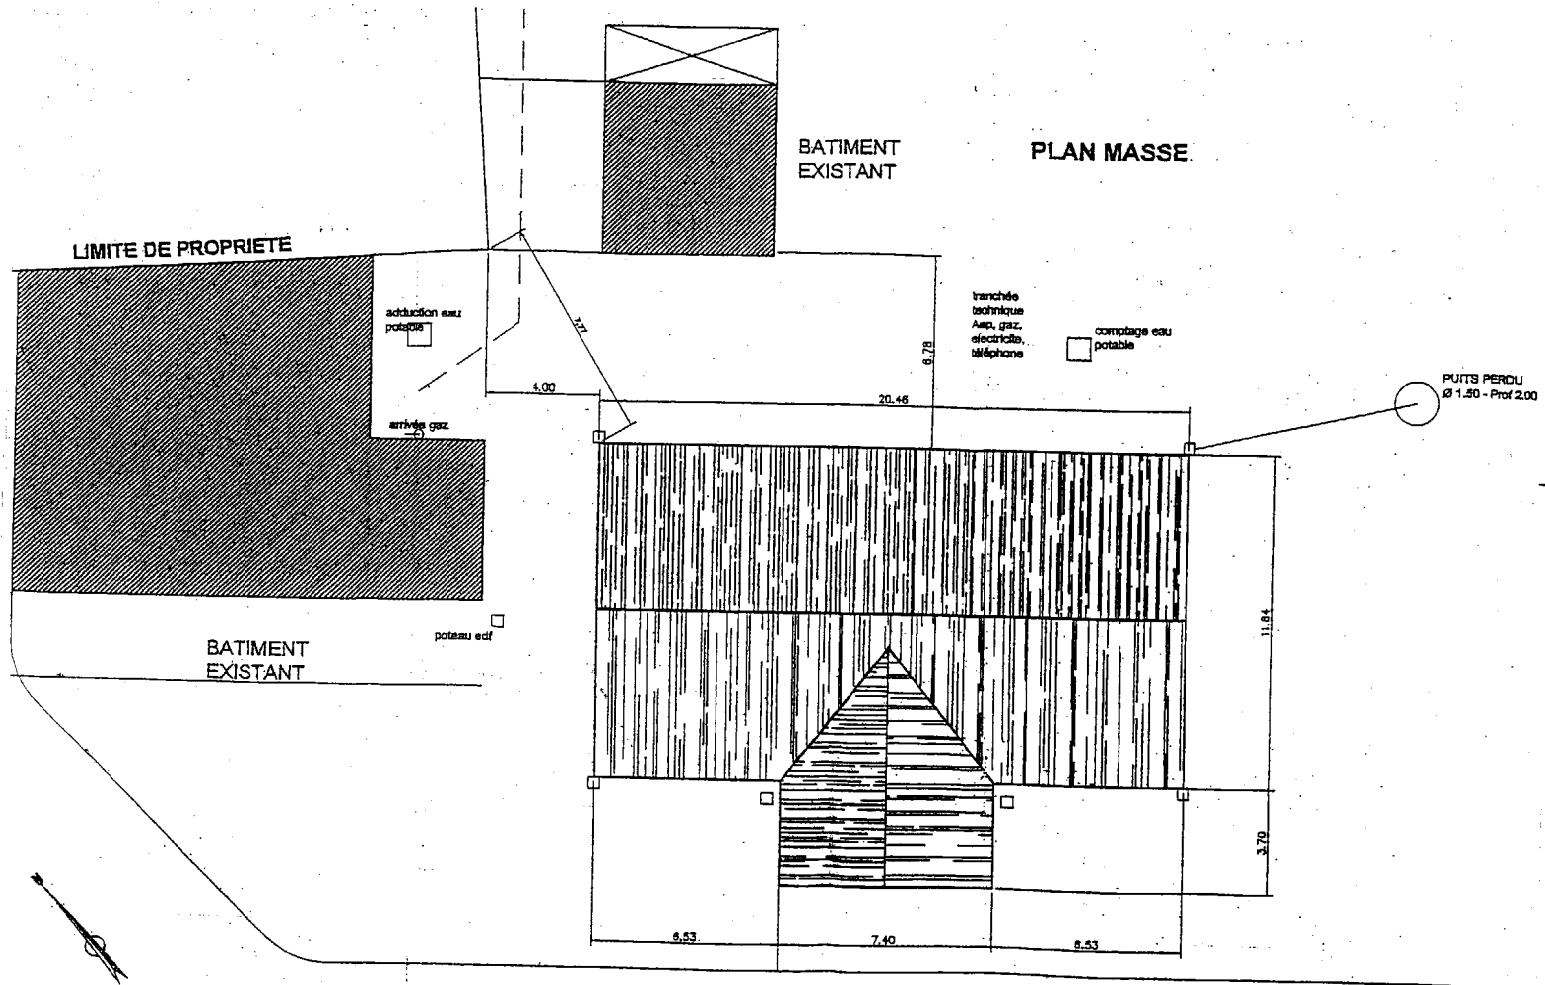 PLAN MASSE
BATIMENT
EXISTANT
LIMITE DE PROPRIETE
adduction eau
potable
tranchée
technique
Aep, gaz,
electricite,
téléphone
comptage eau
potable
7.77
6.78
PUITS PERDU
Ø 1.50 - Prof 2.00
4.00
20.46
arrivée gaz
11.84
poteau edf
BATIMENT
EXISTANT
3.70
6.53
7.40
6.53
N